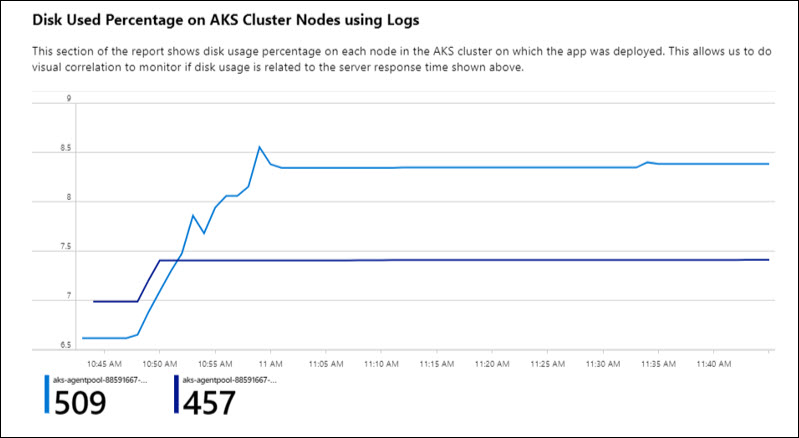 Disk Used Percentage on AKS Cluster Nodes using Logs
This section of the report shows disk usage percentage on each node in the AKS cluster on which the app was deployed. This allows us to do
visual correlation to monitor if disk usage is related to the server response time shown above.
9
8.5
8
7.5
7
6.5
10:45 AM 10:50 AM 10:55 AM 11 AM 11:05 AM 11:10 AM 11:15 AM 11:20 AM 11:25 AM 11:30 AM 11:35 AM 11:40 AM
aks-agentpool-88591667-... aks-agentpool-88591667-...
509 457